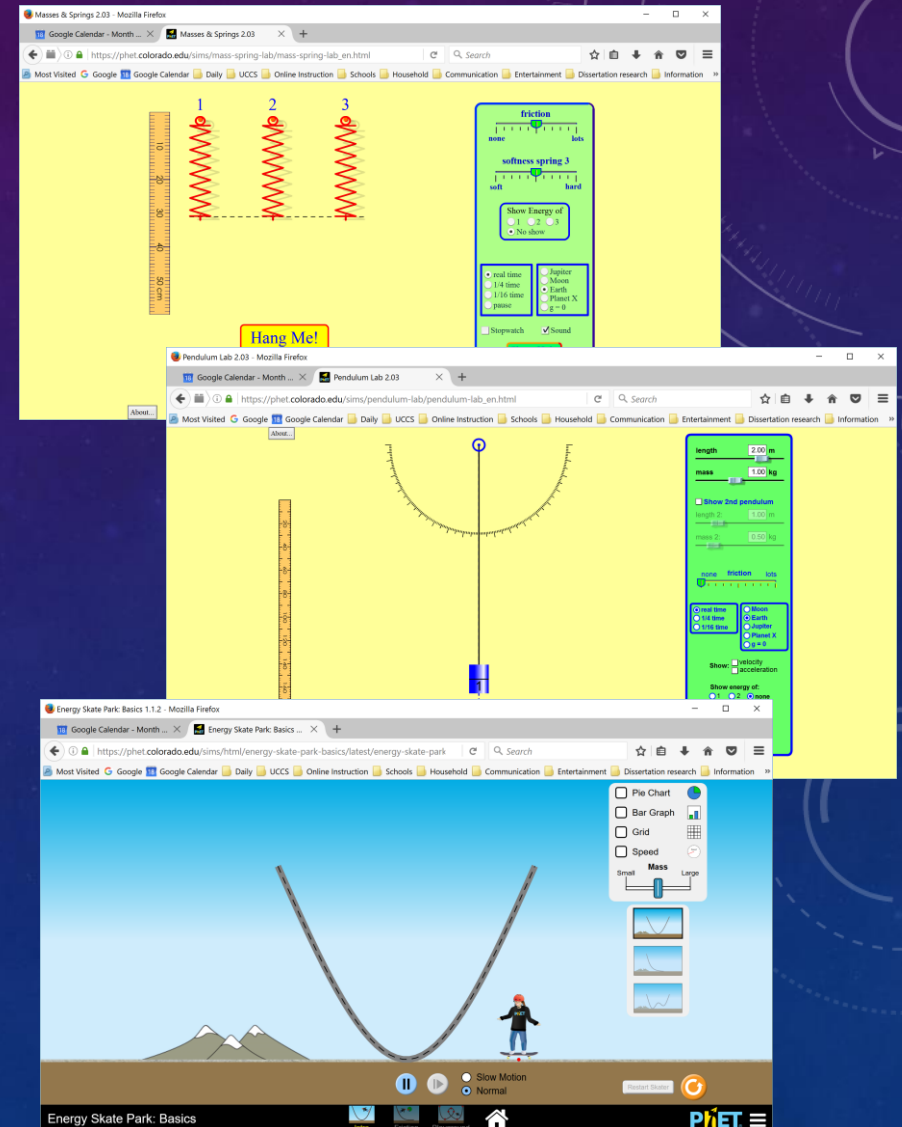 Masses & Springs 2.03 - Mozilla Firefox
18 Google Calendar - Month ... Masses & Springs 2.03
https://phet.colorado.edu/sims/mass-spring-lab/mass-spring-lab_en.html Search
Most Visited Google 18 Google Calendar Daily UCCS Online Instruction Schools Household Communication Entertainment Dissertation research Information
1 2 3
10
20
30
40
50 cm
friction
none lots
softness spring 3
soft hard
Show Energy of
1 2 3
No show
real time
1/4 time
1/16 time
pause
Jupiter
Moon
Earth
Planet X
g = 0
Stopwatch Sound
Hang Me!
About...
Pendulum Lab 2.03 - Mozilla Firefox
18 Google Calendar - Month ... Pendulum Lab 2.03
https://phet.colorado.edu/sims/pendulum-lab/pendulum-lab_en.html Search
Most Visited Google 18 Google Calendar Daily UCCS Online Instruction Schools Household Communication Entertainment Dissertation research Information
About...
length 2.00 m
mass 1.00 kg
Show 2nd pendulum
length 2: 1.00 m
mass 2: 0.50 kg
none friction lots
real time
1/4 time
1/16 time
Moon
Earth
Jupiter
Planet X
g = 0
Show: velocity
acceleration
Show energy of:
1 2 none
1
Energy Skate Park: Basics 1.1.2 - Mozilla Firefox
18 Google Calendar - Month ... Energy Skate Park: Basics ...
https://phet.colorado.edu/sims/html/energy-skate-park-basics/latest/energy-skate-park Search
Most Visited Google 18 Google Calendar Daily UCCS Online Instruction Schools Household Communication Entertainment Dissertation research Information
Pie Chart
Bar Graph
Grid
Speed
Mass
Small Large
PhET
Slow Motion
Normal
Restart Skater
Energy Skate Park: Basics
Intro Friction Playground
PhET